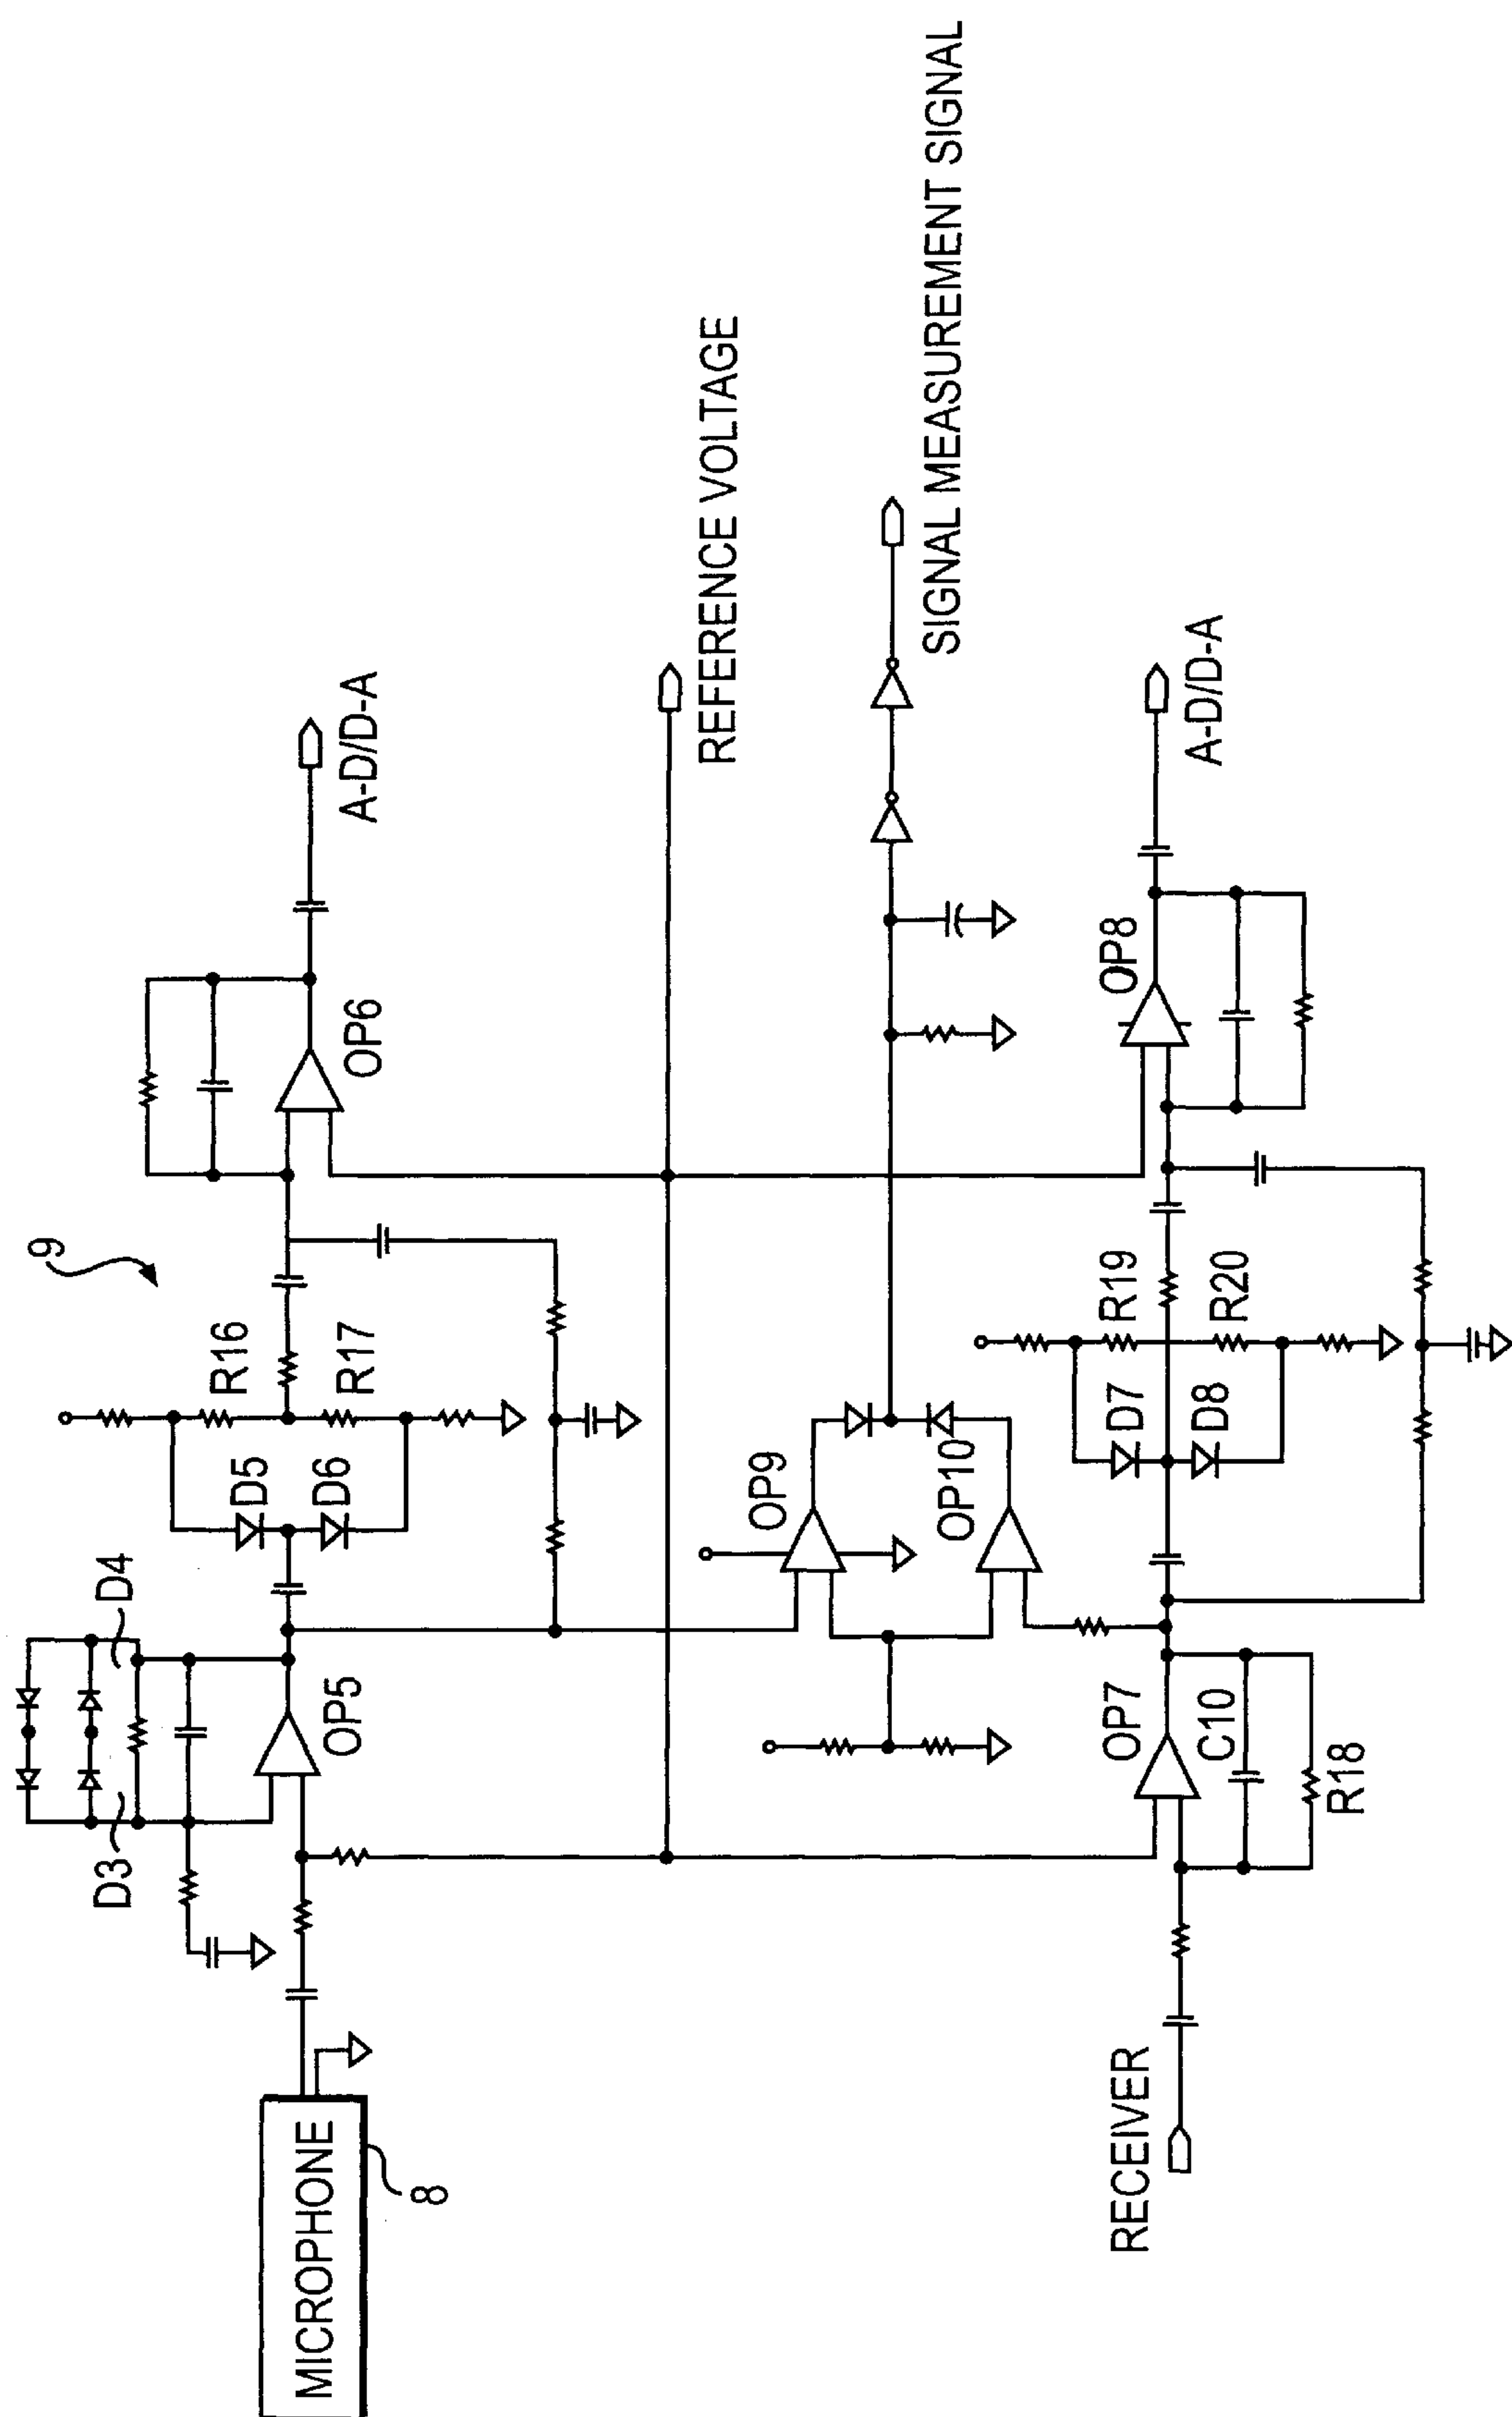 9
D3
D4
D5
D6
R16
R17
OP5
OP6
A-D/D-A
MICROPHONE
8
REFERENCE VOLTAGE
OP9
OP10
SIGNAL MEASUREMENT SIGNAL
RECEIVER
OP7
C10
R18
D7
D8
R19
R20
OP8
A-D/D-A